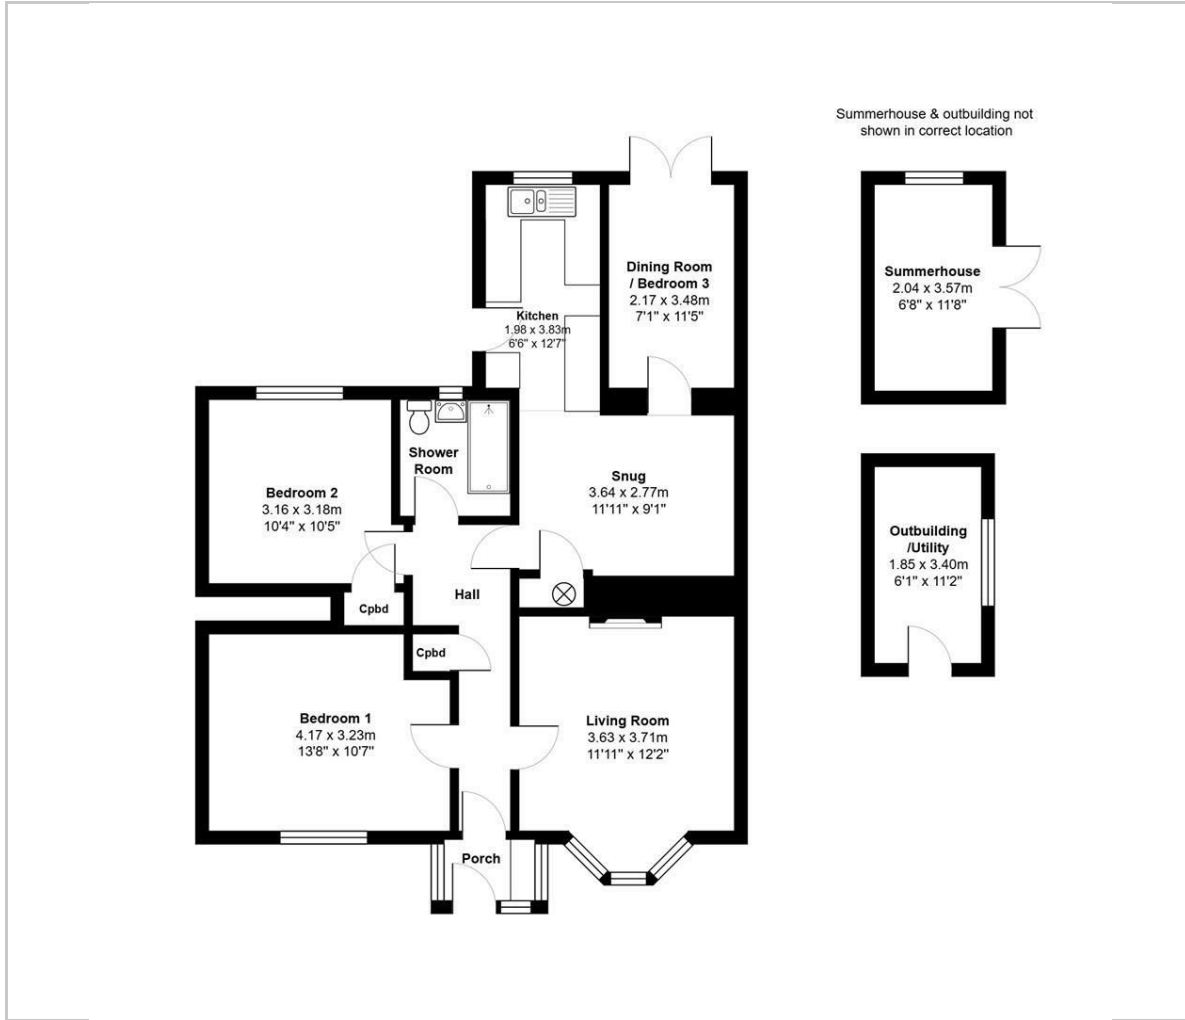 Summerhouse & outbuilding not
shown in correct location
Dining Room
/ Bedroom 3
2.17 x 3.48m
7'1" x 11'5"
Summerhouse
2.04 x 3.57m
6'8" x 11'8"
Kitchen
1.98 x 3.83m
6'6" x 12'7"
Shower
Room
Snug
3.64 x 2.77m
11'11" x 9'1"
Bedroom 2
3.16 x 3.18m
10'4" x 10'5"
Outbuilding
/Utility
1.85 x 3.40m
6'1" x 11'2"
Hall
Cpbd
Cpbd
Bedroom 1
4.17 x 3.23m
13'8" x 10'7"
Living Room
3.63 x 3.71m
11'11" x 12'2"
Porch